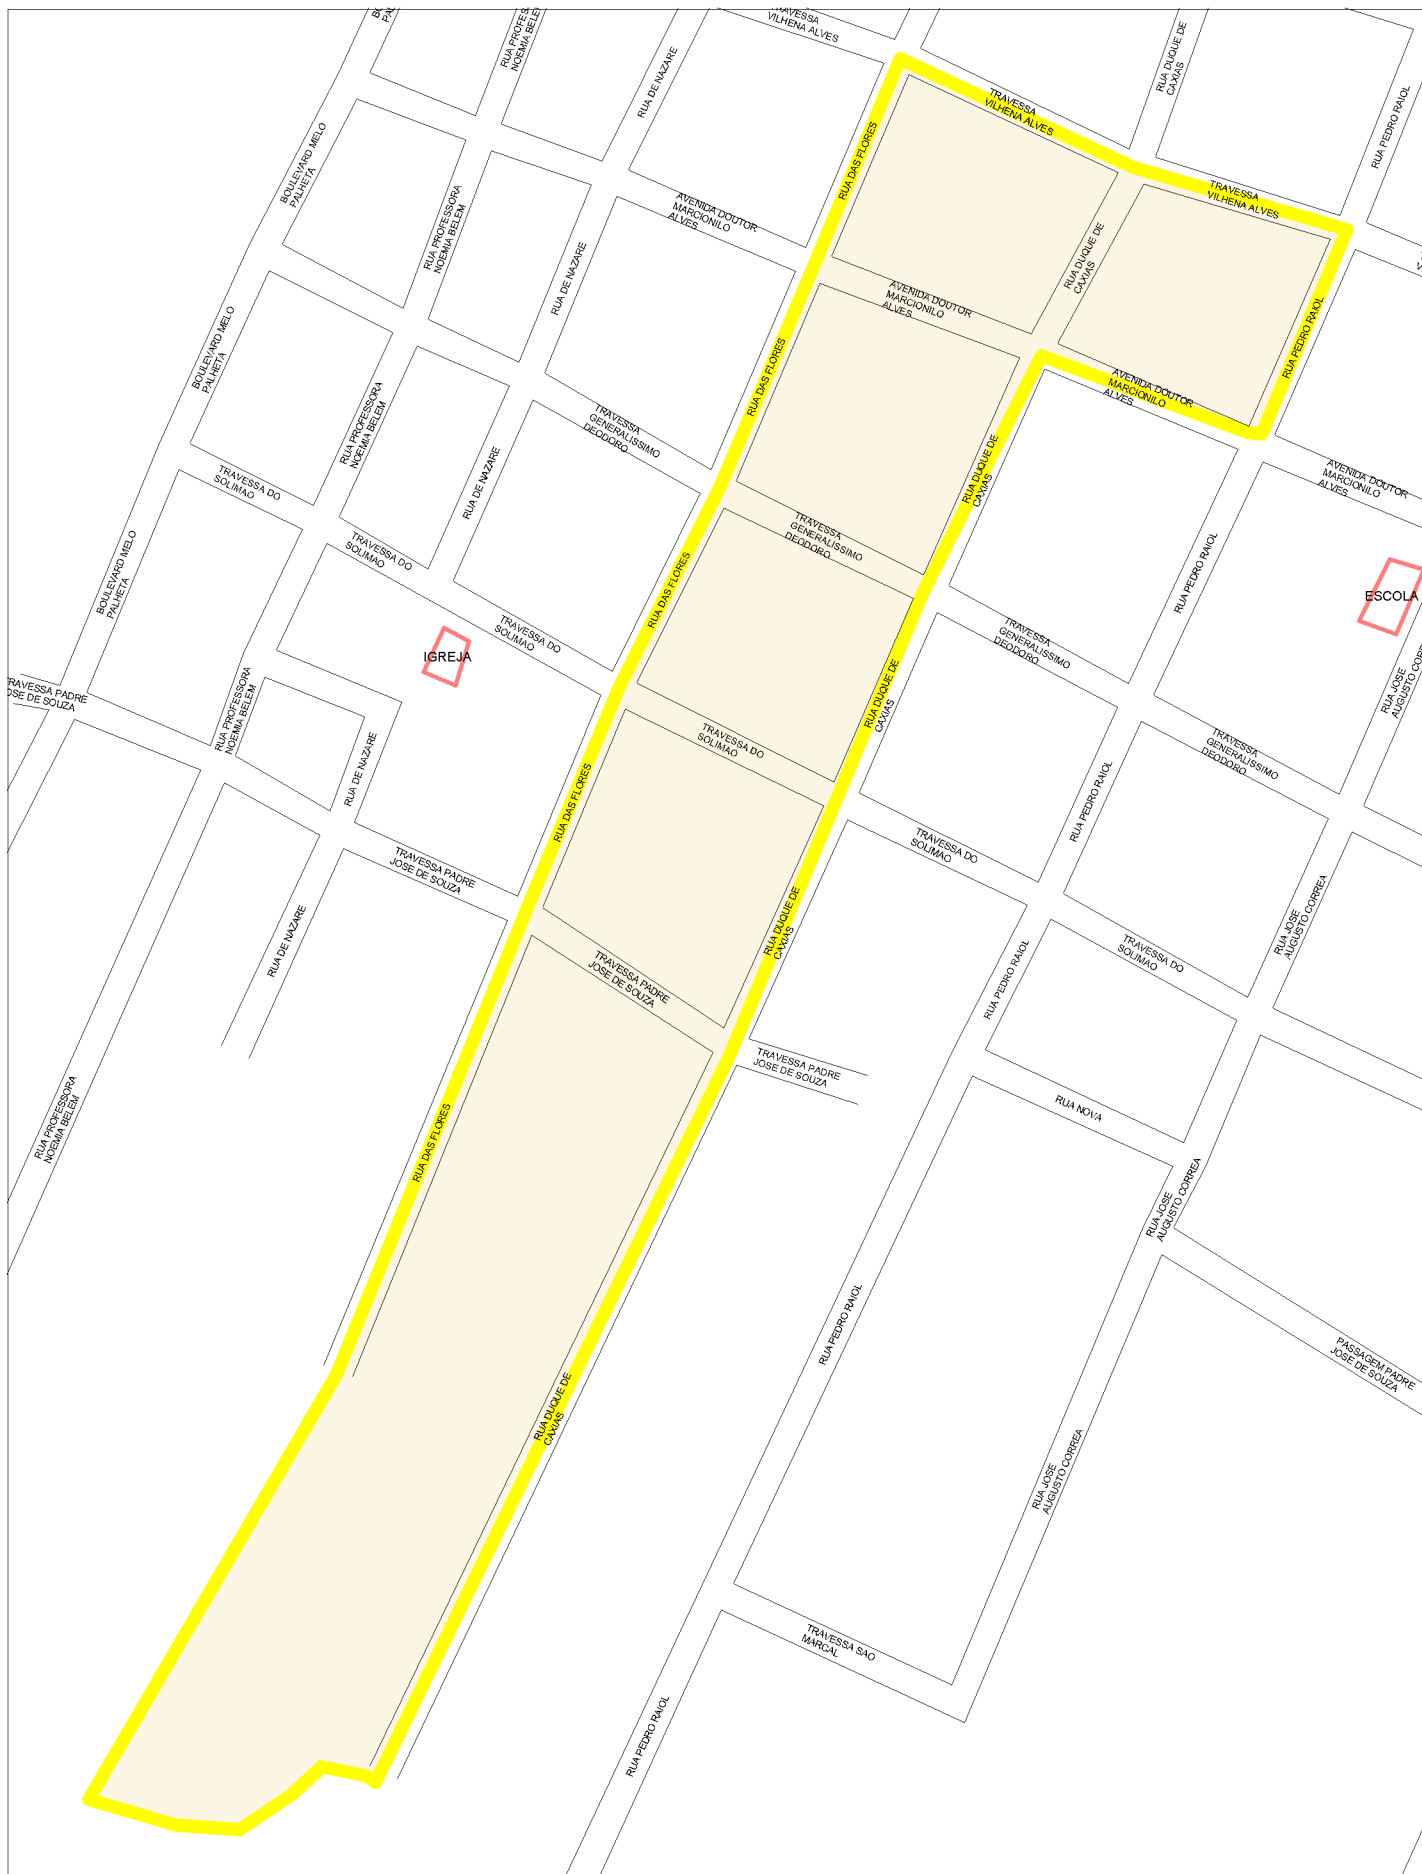 TRAVESSA
VILHENA ALVES
RUA PROFES
NOEMIA BELEM
RUA DE NAZARE
RUA DUQUE DE
CAXIAS
RUA PEDRO RAIOL
TRAVESSA
VILHENA ALVES
RUA DAS FLORES
BOULEVARD MELO
PALHETA
RUA PROFESSORA
NOEMIA BELEM
AVENIDA DOUTOR
MARCIONILO
ALVES
TRAVESSA
VILHENA ALVES
RUA DE NAZARE
RUA DUQUE DE
CAXIAS
AVENIDA DOUTOR
MARCIONILO
ALVES
RUA PEDRO RAIOL
BOULEVARD MELO
PALHETA
RUA DAS FLORES
RUA PROFESSORA
NOEMIA BELEM
AVENIDA DOUTOR
MARCIONILO
ALVES
TRAVESSA
GENERALISSIMO
DEODORO
RUA DE NAZARE
RUA DUQUE DE
CAXIAS
AVENIDA DOUTOR
MARCIONILO
ALVES
TRAVESSA DO
SOLIMAO
TRAVESSA
GENERALISSIMO
DEODORO
BOULEVARD MELO
PALHETA
TRAVESSA DO
SOLIMAO
RUA DAS FLORES
RUA PEDRO RAIOL
ESCOLA
TRAVESSA DO
SOLIMAO
TRAVESSA
GENERALISSIMO
DEODORO
IGREJA
RUA JOSE
AUGUSTO CORRE
TRAVESSA PADRE
JOSE DE SOUZA
RUA PROFESSORA
NOEMIA BELEM
RUA DUQUE DE
CAXIAS
TRAVESSA DO
SOLIMAO
TRAVESSA
GENERALISSIMO
DEODORO
RUA DE NAZARE
RUA DAS FLORES
RUA PEDRO RAIOL
TRAVESSA PADRE
JOSE DE SOUZA
TRAVESSA DO
SOLIMAO
RUA DE NAZARE
RUA DUQUE DE
CAXIAS
RUA JOSE
AUGUSTO CORREA
TRAVESSA PADRE
JOSE DE SOUZA
RUA PEDRO RAIOL
TRAVESSA DO
SOLIMAO
TRAVESSA PADRE
JOSE DE SOUZA
RUA PROFESSORA
NOEMIA BELEM
RUA DAS FLORES
RUA NOVA
RUA JOSE
AUGUSTO CORREA
RUA PEDRO RAIOL
PASSAGEM PADRE
JOSE DE SOUZA
RUA DUQUE DE
CAXIAS
RUA JOSE
AUGUSTO CORREA
TRAVESSA SAO
MARCAL
RUA PEDRO RAIOL